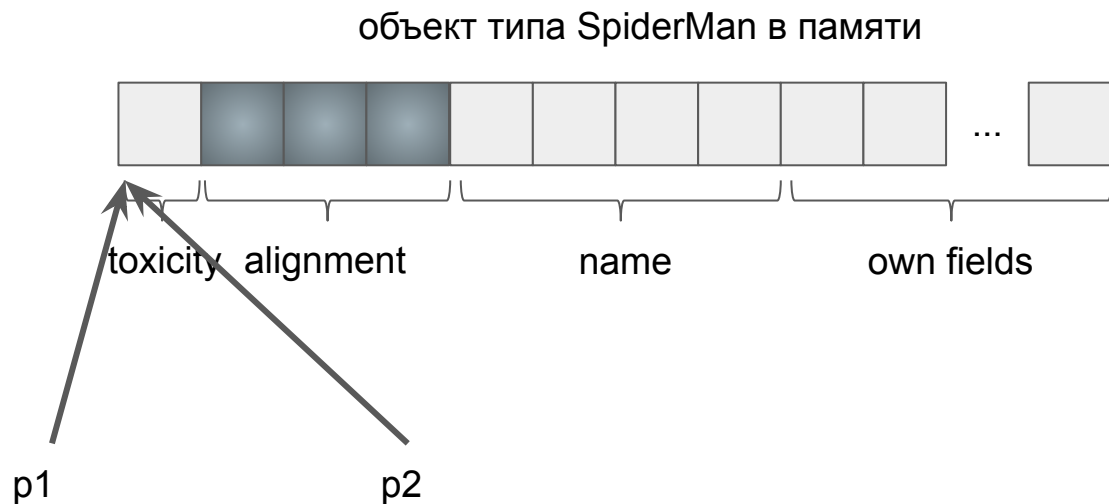 объект типа SpiderMan в памяти
...
toxicity alignment name own fields
p1 p2